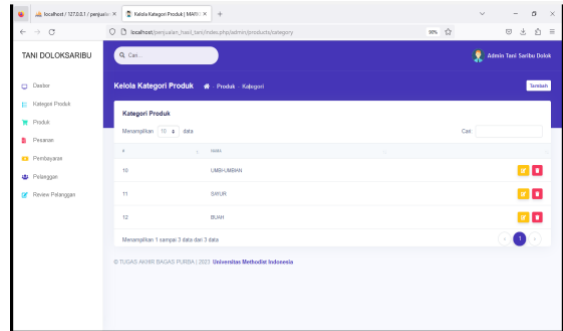 localhost / 127.0.0.1 / penjuala
Kelola Kategori Produk | MARI
localhost/penjualan_hasil_tani/index.php/admin/products/category
TANI DOLOKSARIBU
Cari...
Admin Tani Saribu Dolok
Kelola Kategori Produk
Produk - Kategori
Tambah
Kategori Produk
Kategori Produk
Produk
Pesanan
Pembayaran
Pelanggan
Review Pelanggan
Menampilkan 10 data
Cari:
10 UMBI-UMBIAN
11 SAYUR
12 BUAH
Menampilkan 1 sampai 3 data dari 3 data
1
© TUGAS AKHIR BAGAS PURBA | 2023 Universitas Methodist Indonesia